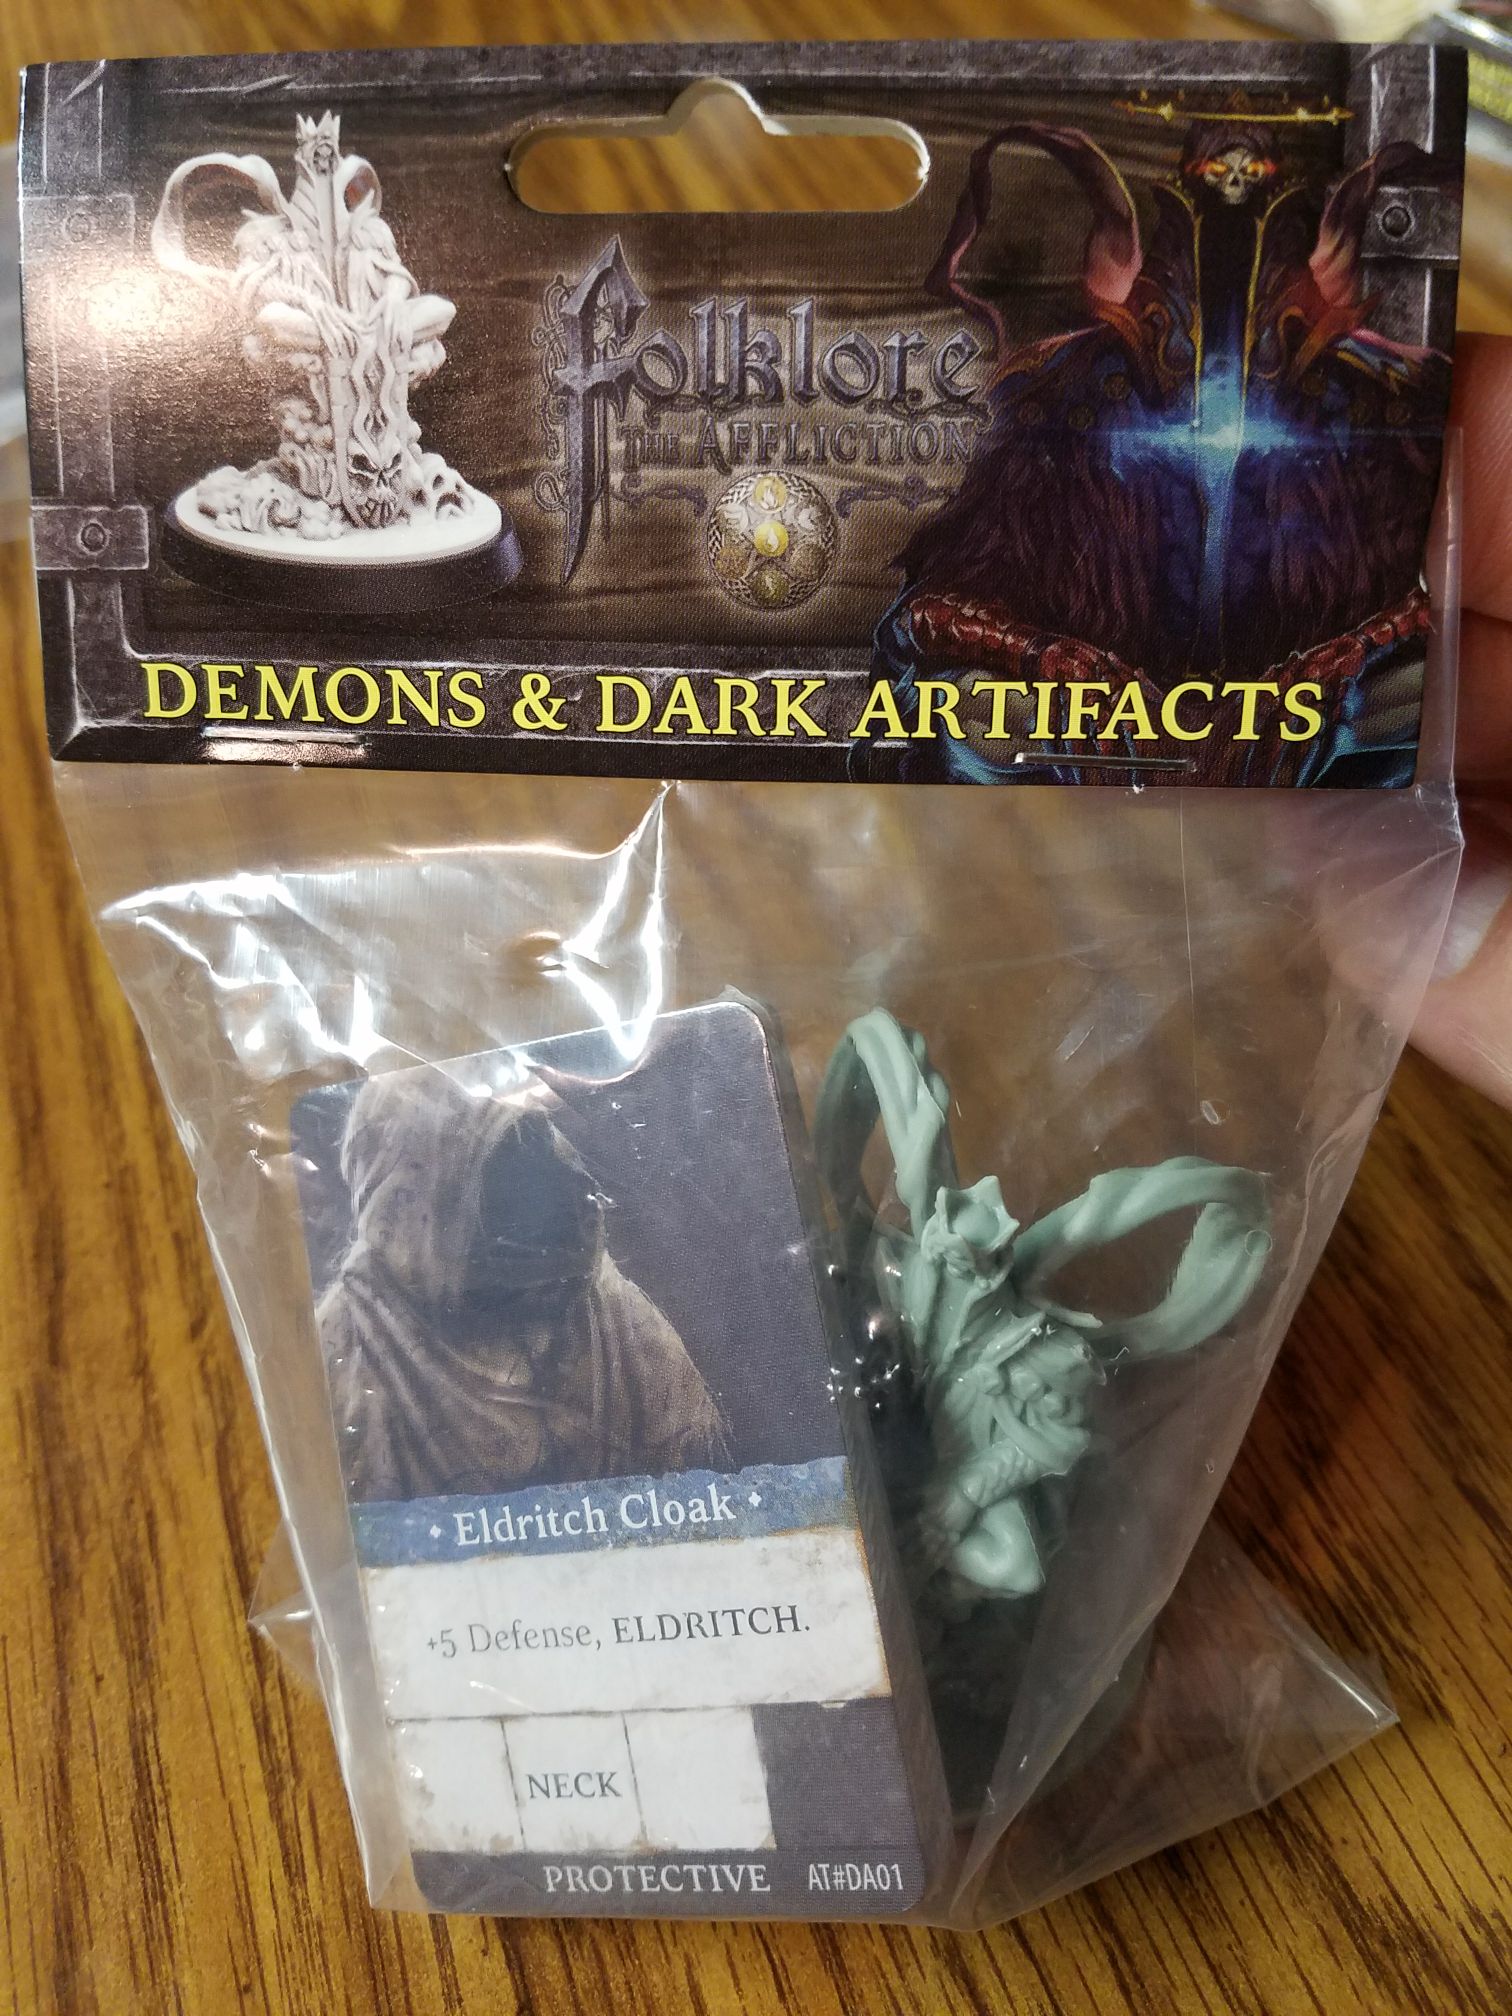 Folklore
THE AFFLICTION
DEMONS & DARK ARTIFACTS
Eldritch Cloak
+5 Defense, ELDRITCH.
NECK
PROTECTIVE AT#DA01